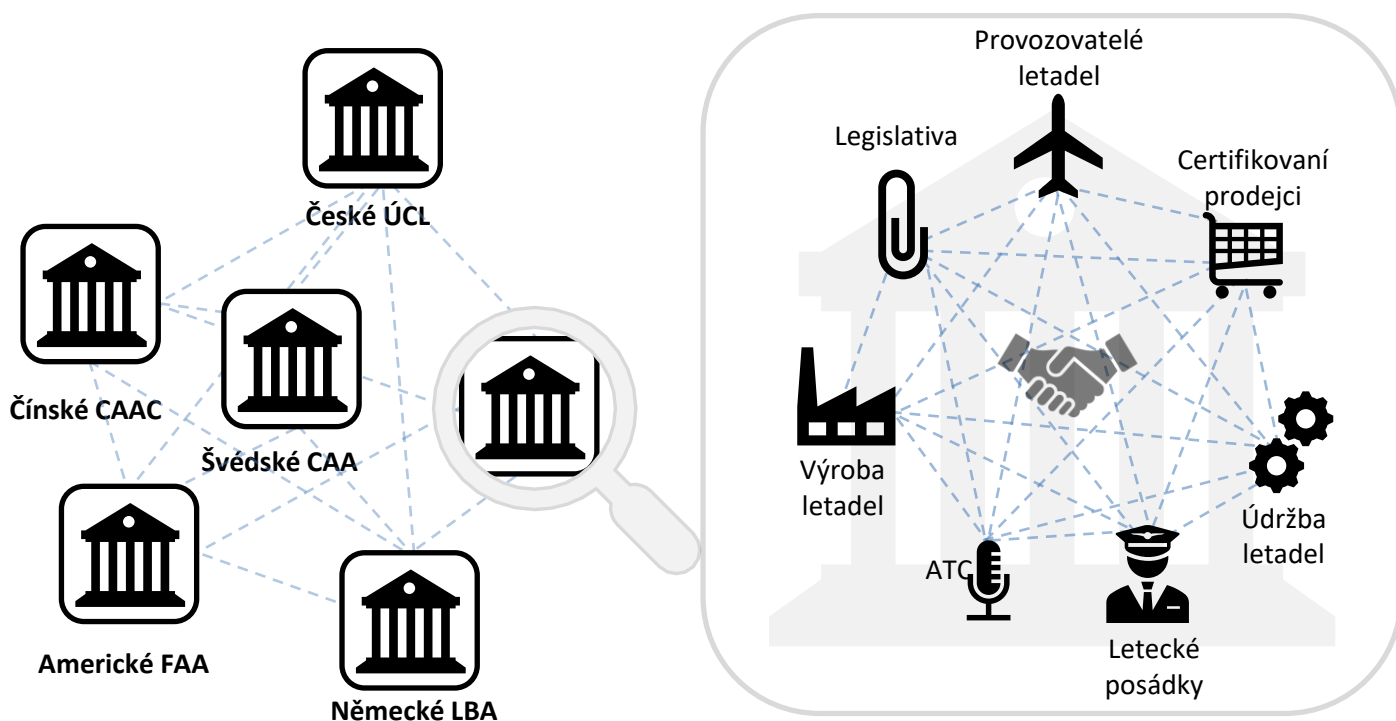 České ÚCL
Čínské CAAC
Švédské CAA
Americké FAA
Německé LBA
Provozovatelé
letadel
Legislativa
Certifikovaní
prodejci
Výroba
letadel
Údržba
letadel
ATC
Letecké
posádky